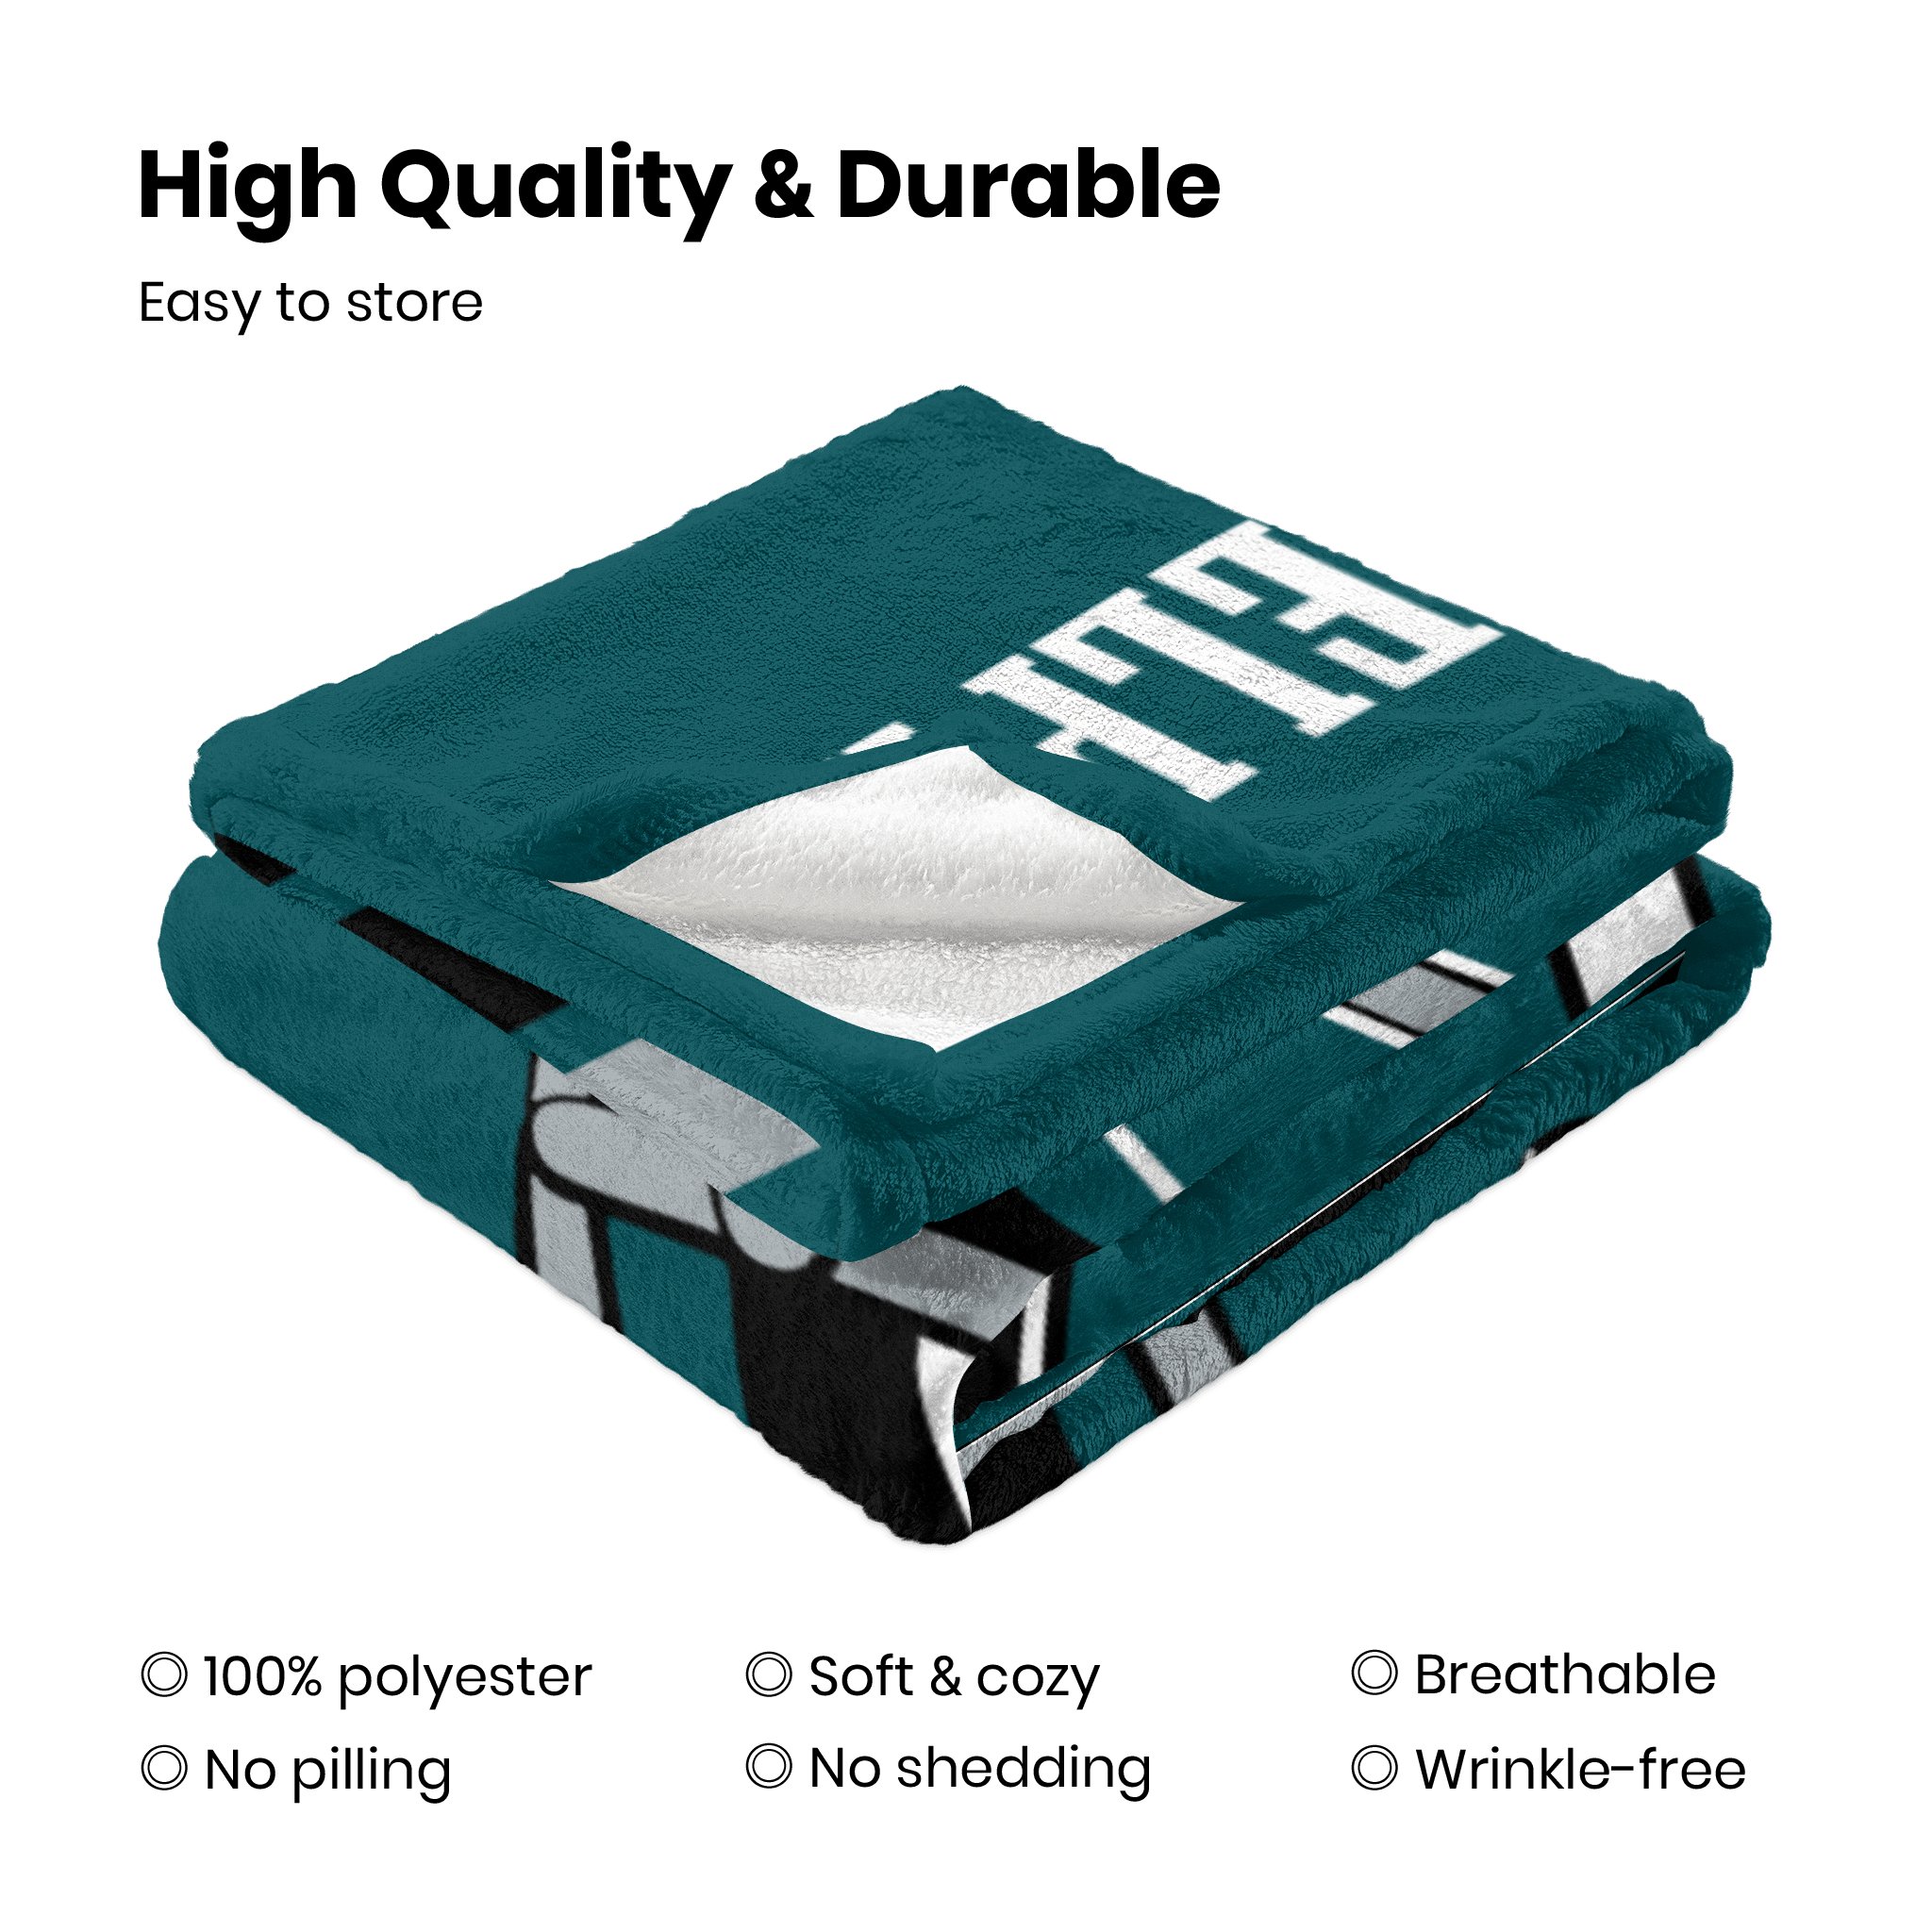 High Quality & Durable
Easy to store
100% polyester
Soft & cozy
Breathable
No pilling
No shedding
Wrinkle-free